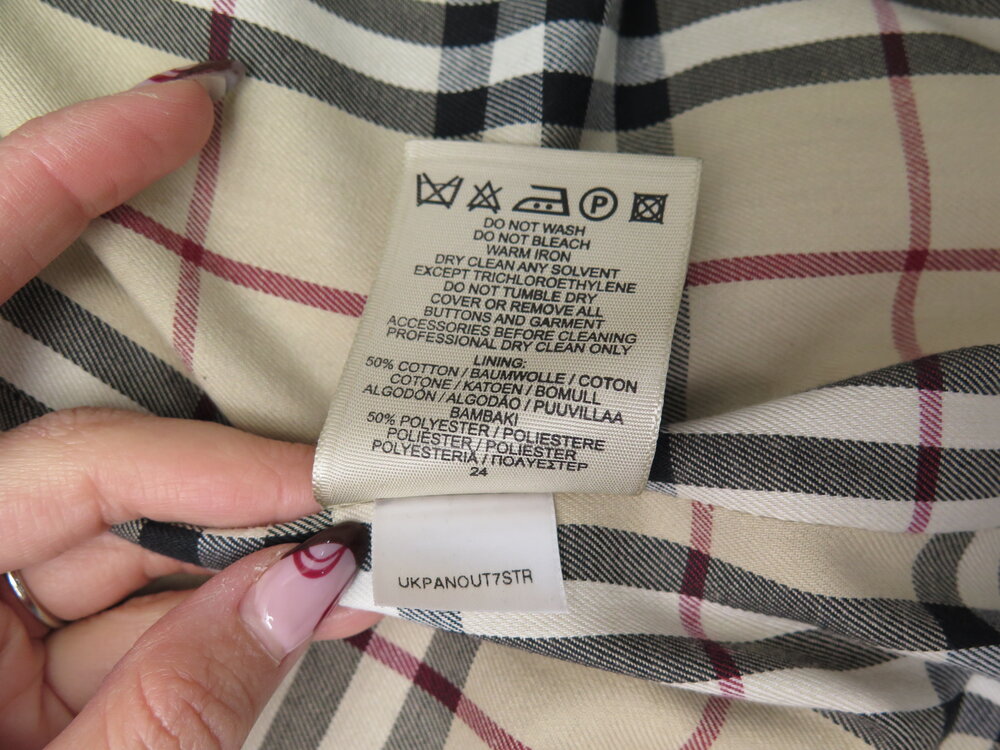 P
DO NOT WASH
DO NOT BLEACH
WARM IRON
DRY CLEAN ANY SOLVENT
EXCEPT TRICHLOROETHYLENE
DO NOT TUMBLE DRY
COVER OR REMOVE ALL
BUTTONS AND GARMENT
ACCESSORIES BEFORE CLEANING
PROFESSIONAL DRY CLEAN ONLY
LINING:
50% COTTON / BAUMWOLLE / COTON
COTONE / KATOEN / BOMULL
ALGODÓN / ALGODÃO / PUUVILLAA
BAMBAKI
50% POLYESTER / POLIESTERE
POLIÉSTER / POLIESTER
POLYESTERIA / ΠΟΛΥΕΣΤΕΡ
24
UKPANOUT7STR